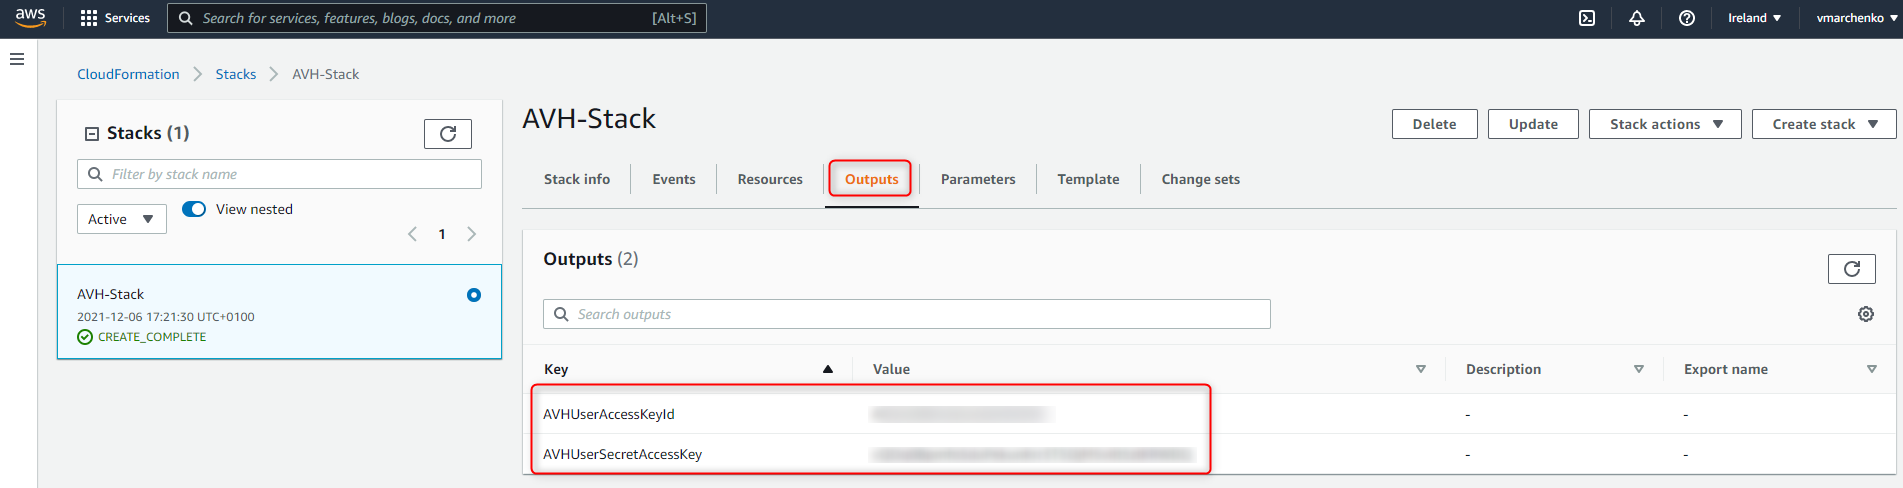 aws Services Search for services, features, blogs, docs, and more [Alt+S] Ireland vmarchenko
CloudFormation Stacks AVH-Stack
Stacks (1)
Filter by stack name
Active View nested
1
AVH-Stack
2021-12-06 17:21:30 UTC+0100
CREATE_COMPLETE
AVH-Stack
Delete Update Stack actions Create stack
Stack info Events Resources Outputs Parameters Template Change sets
Outputs (2)
Search outputs
Key Value Description Export name
AVHUserAccessKeyId - -
AVHUserSecretAccessKey - -